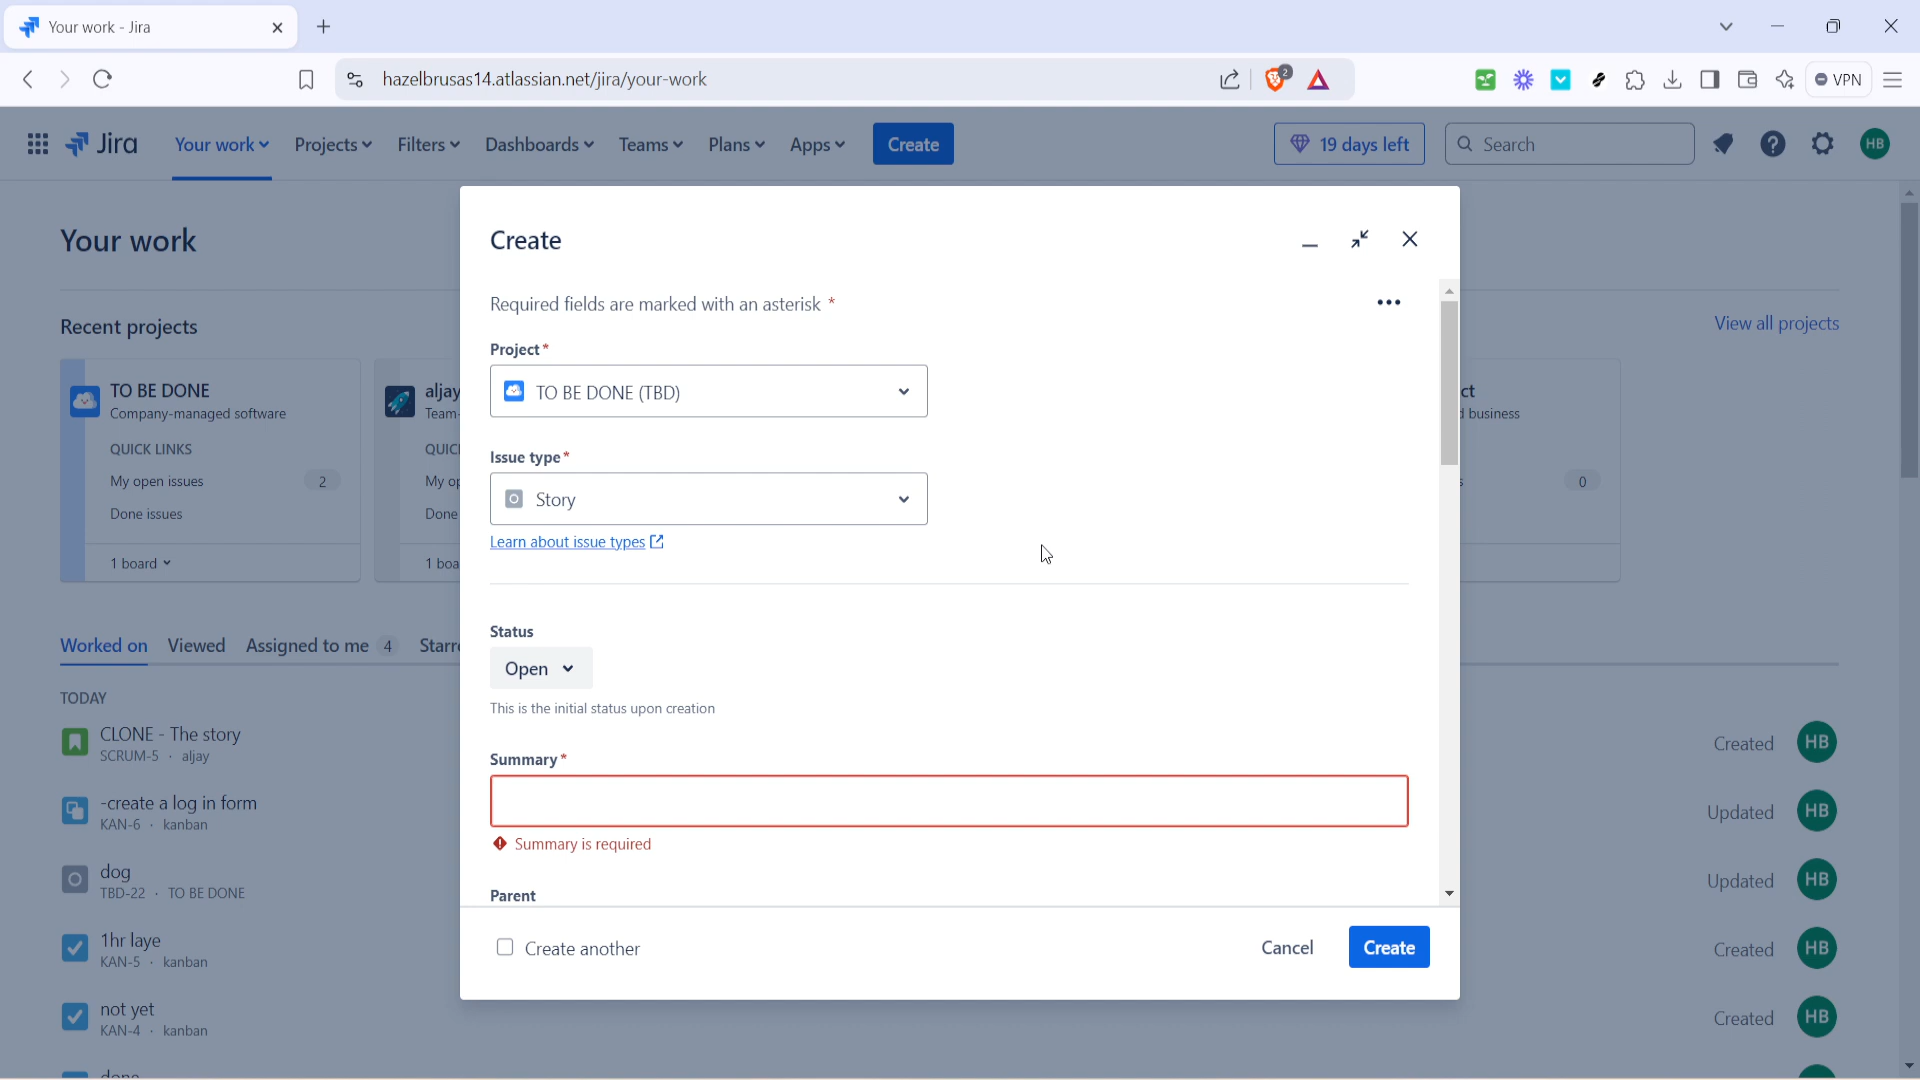 Your work - Jira
hazelbrusas14.atlassian.net/jira/your-work
2
VPN
Jira
Your work
Projects
Filters
Dashboards
Teams
Plans
Apps
Create
19 days left
Search
HB
Your work
Recent projects
View all projects
TO BE DONE
Company-managed software
QUICK LINKS
My open issues 2
Done issues
1 board
aljay
Team-
QUICK
My op
Done
1 boa
ct
d business
s
0
Worked on
Viewed
Assigned to me 4
Starre
TODAY
CLONE - The story
SCRUM-5 · aljay
Created HB
-create a log in form
KAN-6 · kanban
Updated HB
dog
TBD-22 · TO BE DONE
Updated HB
1hr laye
KAN-5 · kanban
Created HB
not yet
KAN-4 · kanban
Created HB
Create
Required fields are marked with an asterisk *
Project *
TO BE DONE (TBD)
Issue type *
Story
Learn about issue types
Status
Open
This is the initial status upon creation
Summary *
Summary is required
Parent
Create another
Cancel
Create